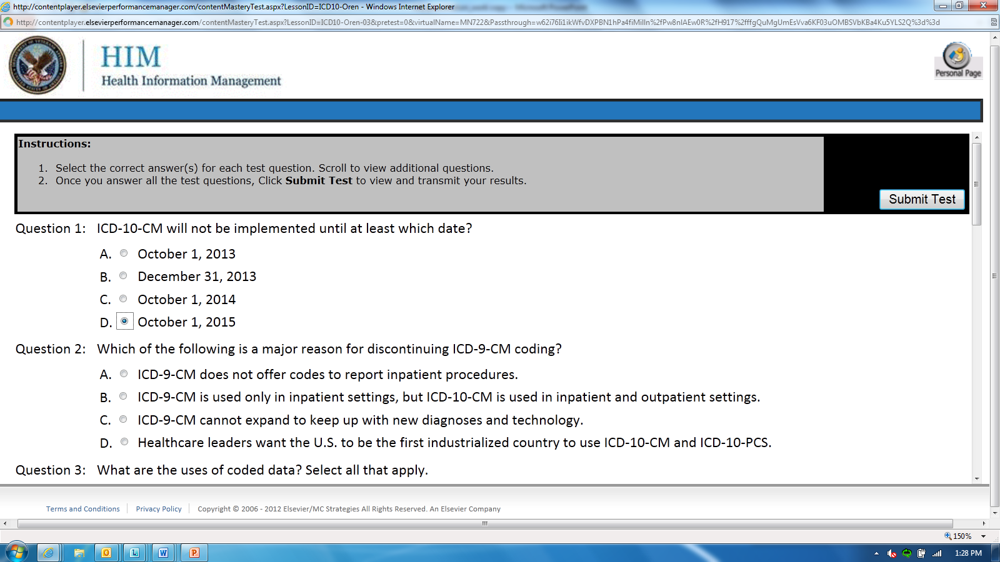 http://contentplayer.elsevierperformancemanager.com/contentMasteryTest.aspx?LessonID=ICD10-Oren - Windows Internet Explorer
http://contentplayer.elsevierperformancemanager.com/contentMasteryTest.aspx?LessonID=ICD10-Oren-03&pretest=0&virtualName=MN722&Passthrough=w62i76Ii1ikWfvDXPBN1hPa4fiMilln%2fPw8nIAEw0R%2fH917%2fffgQuMgUmEsVva6KF03uOMBSVbKBa4Ku5YLS2Q%3d%3d
HIM
Health Information Management
Personal Page
Instructions:
1. Select the correct answer(s) for each test question. Scroll to view additional questions.
2. Once you answer all the test questions, Click Submit Test to view and transmit your results.
Submit Test
Question 1: ICD-10-CM will not be implemented until at least which date?
A. October 1, 2013
B. December 31, 2013
C. October 1, 2014
D. October 1, 2015
Question 2: Which of the following is a major reason for discontinuing ICD-9-CM coding?
A. ICD-9-CM does not offer codes to report inpatient procedures.
B. ICD-9-CM is used only in inpatient settings, but ICD-10-CM is used in inpatient and outpatient settings.
C. ICD-9-CM cannot expand to keep up with new diagnoses and technology.
D. Healthcare leaders want the U.S. to be the first industrialized country to use ICD-10-CM and ICD-10-PCS.
Question 3: What are the uses of coded data? Select all that apply.
Terms and Conditions Privacy Policy Copyright © 2006 - 2012 Elsevier/MC Strategies All Rights Reserved. An Elsevier Company
150%
1:28 PM